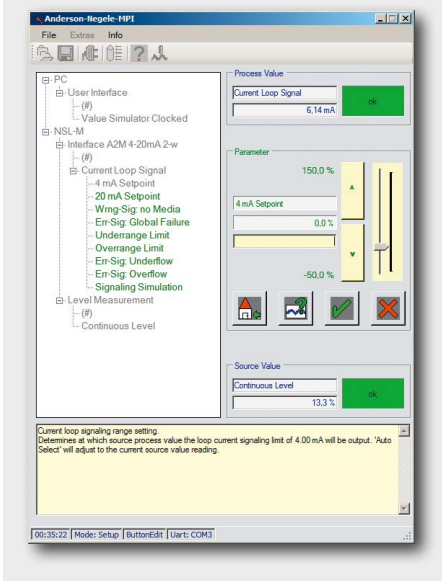 Anderson-Negele-MPI
File Extras Info
PC
User Interface
(#)
Value Simulator Clocked
NSL-M
Interface A2M 4-20mA 2-w
(#)
Current Loop Signal
4 mA Setpoint
20 mA Setpoint
Wrng-Sig: no Media
Err-Sig: Global Failure
Underrange Limit
Overrange Limit
Err-Sig: Underflow
Err-Sig: Overflow
Signaling Simulation
Level Measurement
(#)
Continuous Level
Process Value
Current Loop Signal
6,14 mA
ok
Parameter
150,0 %
^
4 mA Setpoint
0,0 %
v
-50,0 %
Source Value
Continuous Level
13,3 %
ok
Current loop signaling range setting.
Determines at which source process value the loop current signaling limit of 4.00 mA will be output. 'Auto
Select' will adjust to the current source value reading.
00:35:22 Mode: Setup ButtonEdit Uart: COM3